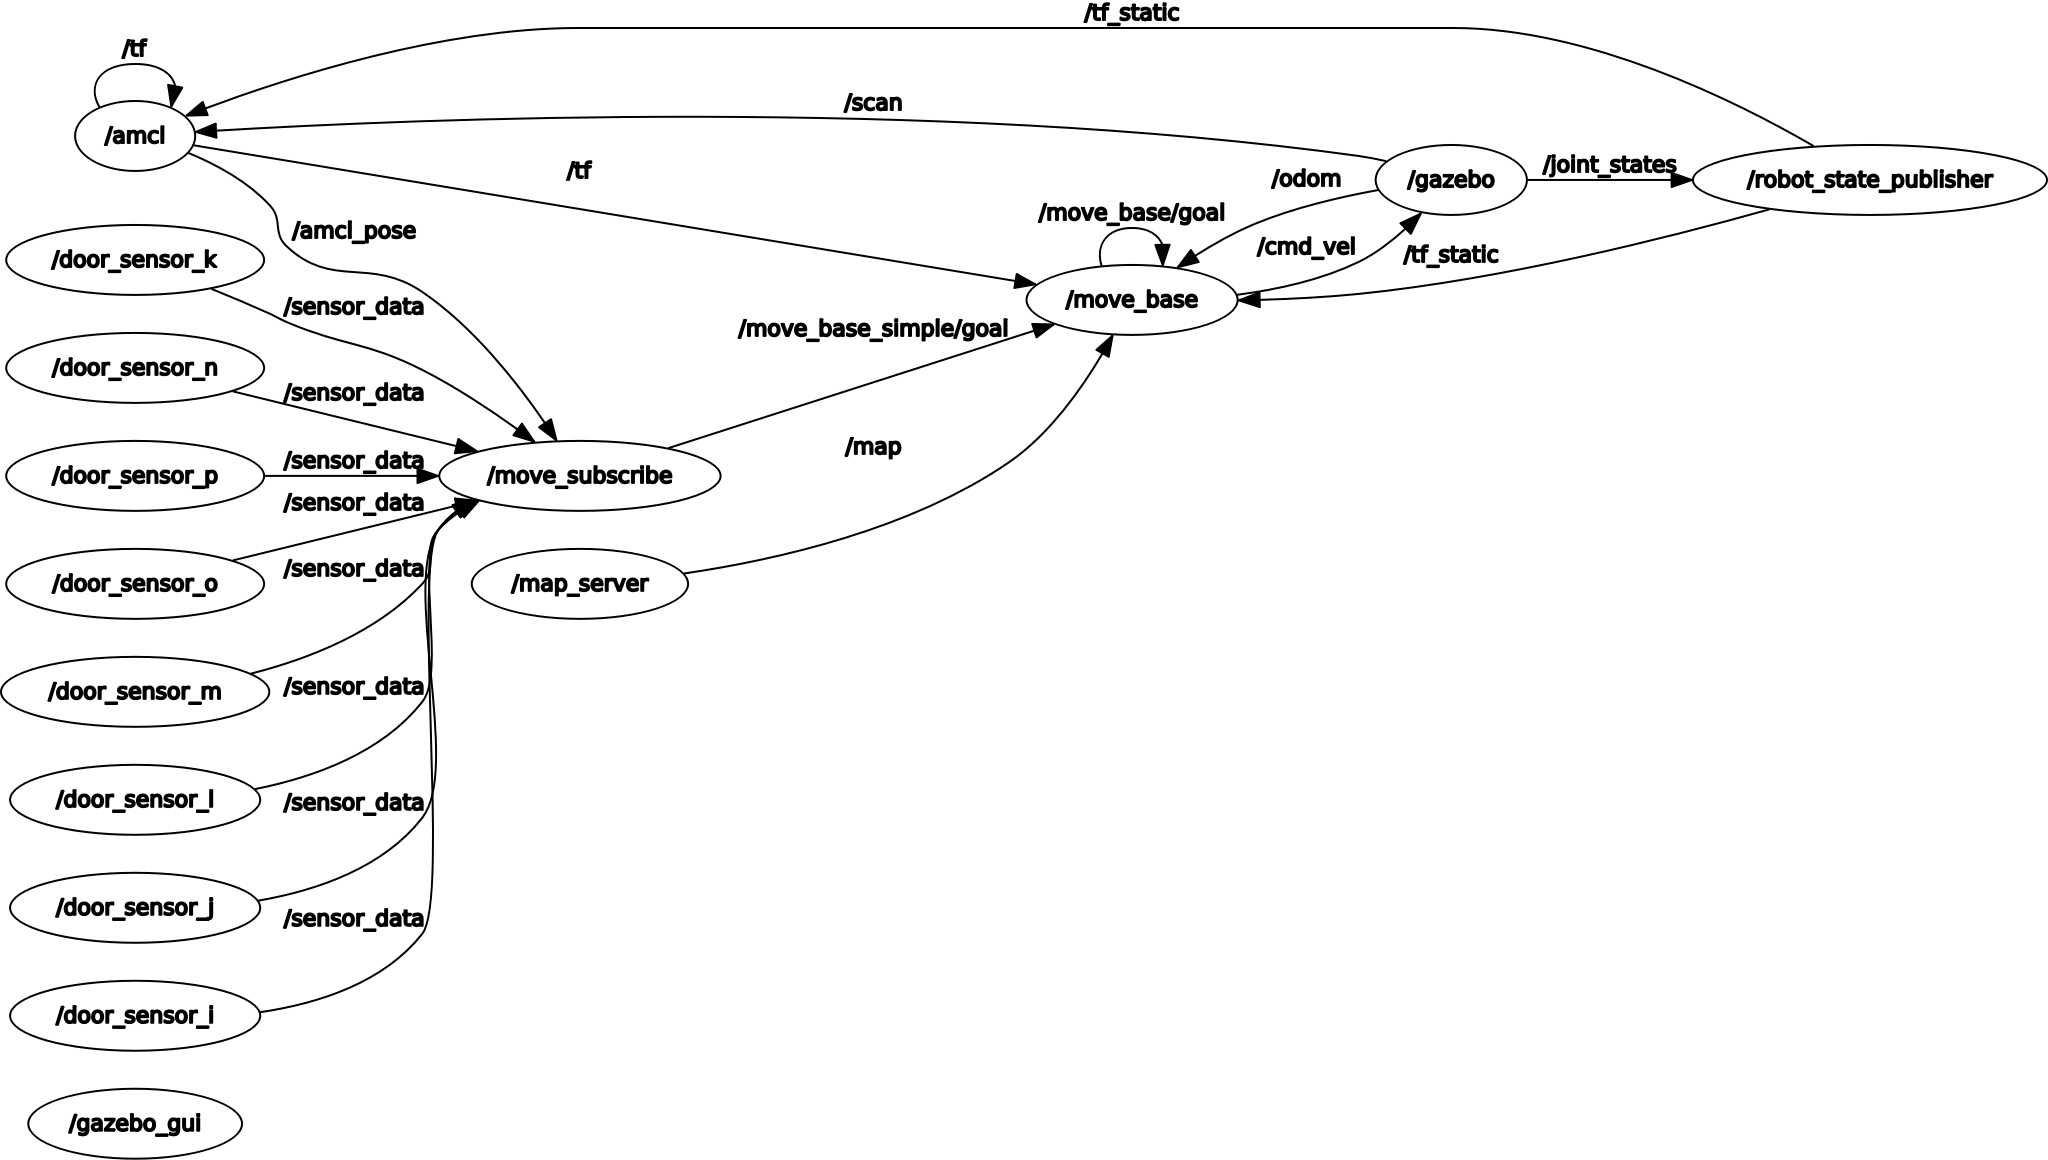 /tf_static
/tf
/scan
/amcl
/joint_states
/tf
/odom
/gazebo
/robot_state_publisher
/move_base/goal
/amcl_pose
/cmd_vel
/tf_static
/door_sensor_k
/move_base
/sensor_data
/move_base_simple/goal
/door_sensor_n
/sensor_data
/map
/sensor_data
/door_sensor_p
/move_subscribe
/sensor_data
/sensor_data
/door_sensor_o
/map_server
/door_sensor_m
/sensor_data
/door_sensor_l
/sensor_data
/door_sensor_j
/sensor_data
/door_sensor_i
/gazebo_gui